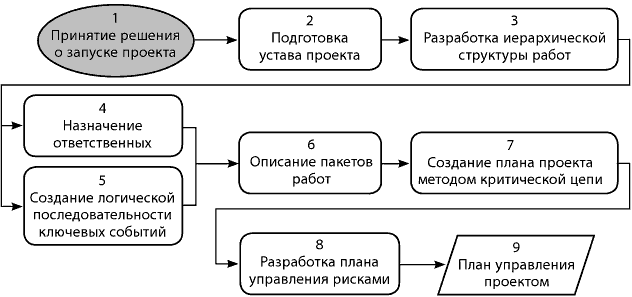 1
Принятие решения
о запуске проекта
2
Подготовка
устава проекта
3
Разработка иерархической
структуры работ
4
Назначение
ответственных
5
Создание логической
последовательности
ключевых событий
6
Описание пакетов
работ
7
Создание плана проекта
методом критической цепи
8
Разработка плана
управления рисками
9
План управления
проектом